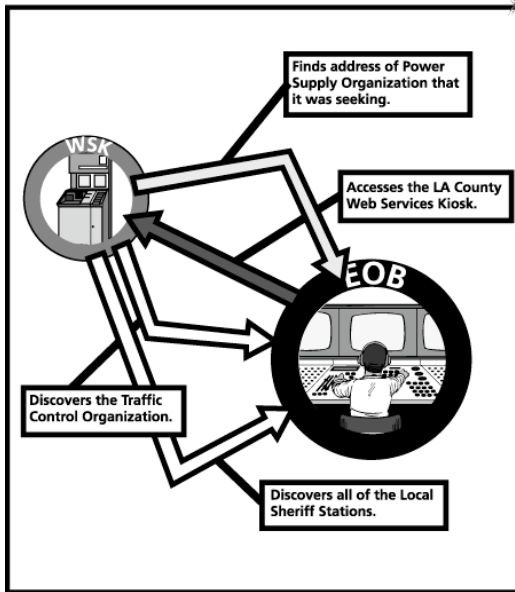 Finds address of Power
Supply Organization that
it was seeking.
WSK
Accesses the LA County
Web Services Kiosk.
EOB
Discovers the Traffic
Control Organization.
Discovers all of the Local
Sheriff Stations.